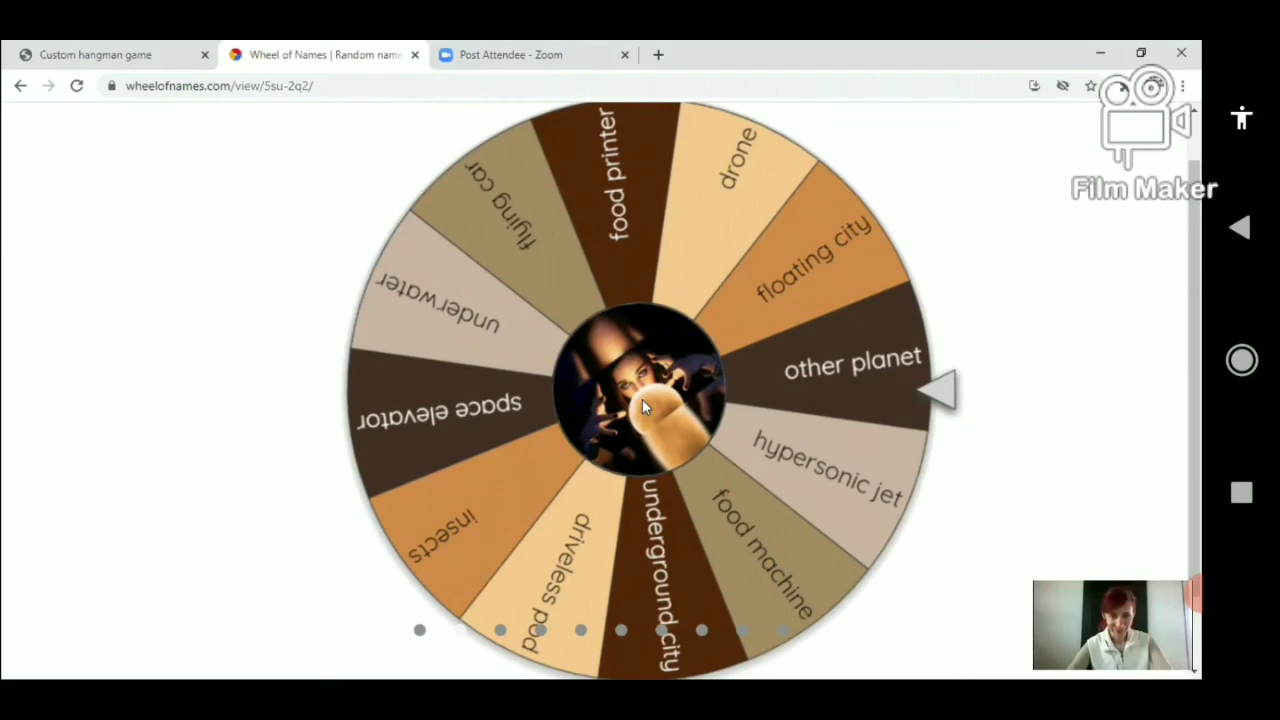 Custom hangman game
Wheel of Names | Random name
Post Attendee - Zoom
wheelofnames.com/view/5su-2q2/
Film Maker
food printer
drone
floating city
other planet
hypersonic jet
food machine
underground city
driveless pod
insects
space elevator
underwater
flying car